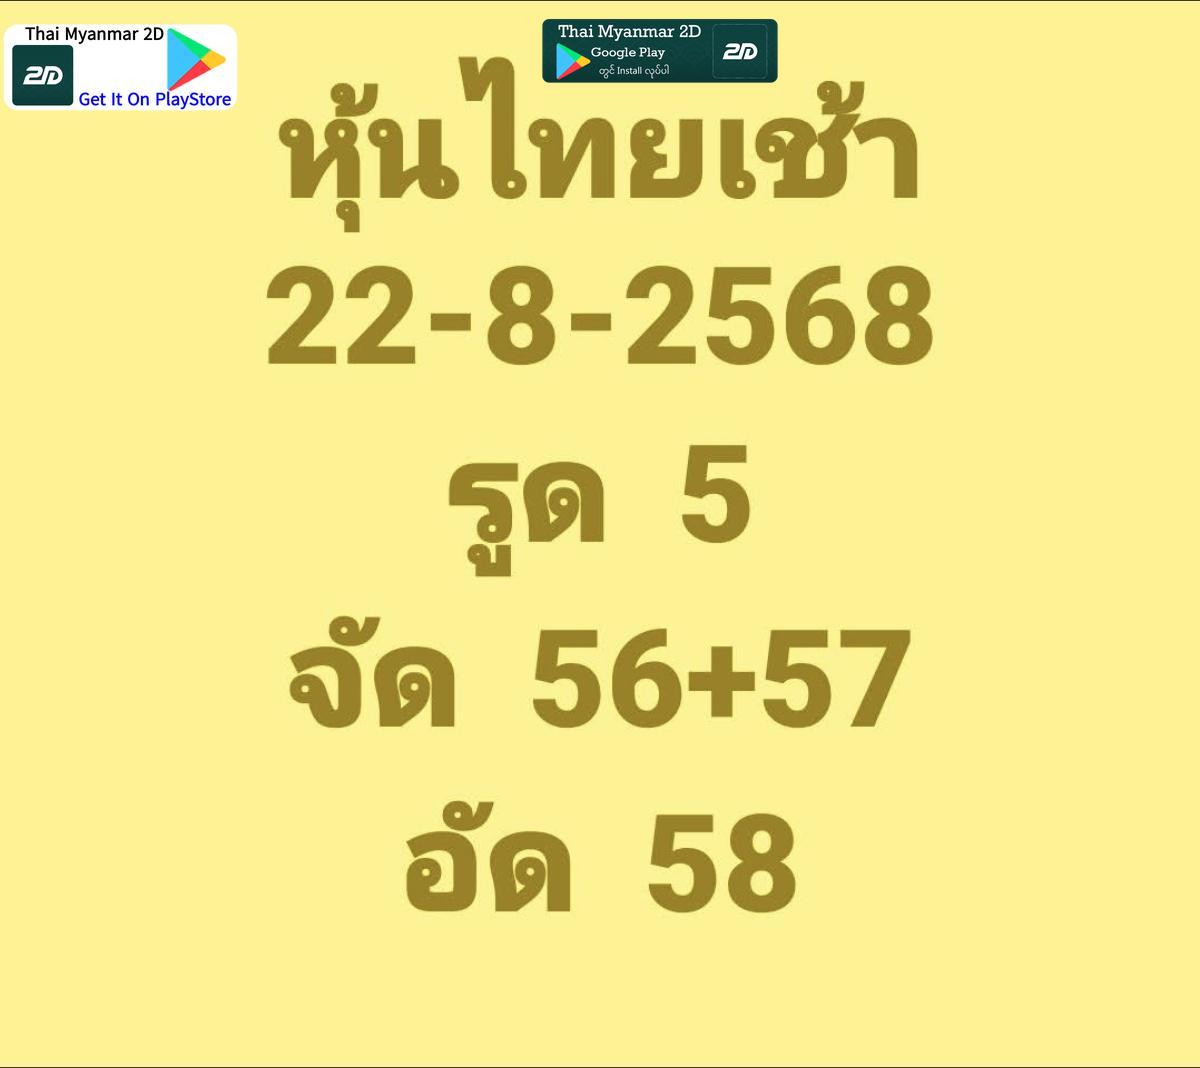 Thai Myanmar 2D
2D
Get It On PlayStore
Thai Myanmar 2D
Google Play
တွင် Install လုပ်ပါ
2D
หุ้นไทยเช้า
22-8-2568
รูด 5
จัด 56+57
อัด 58